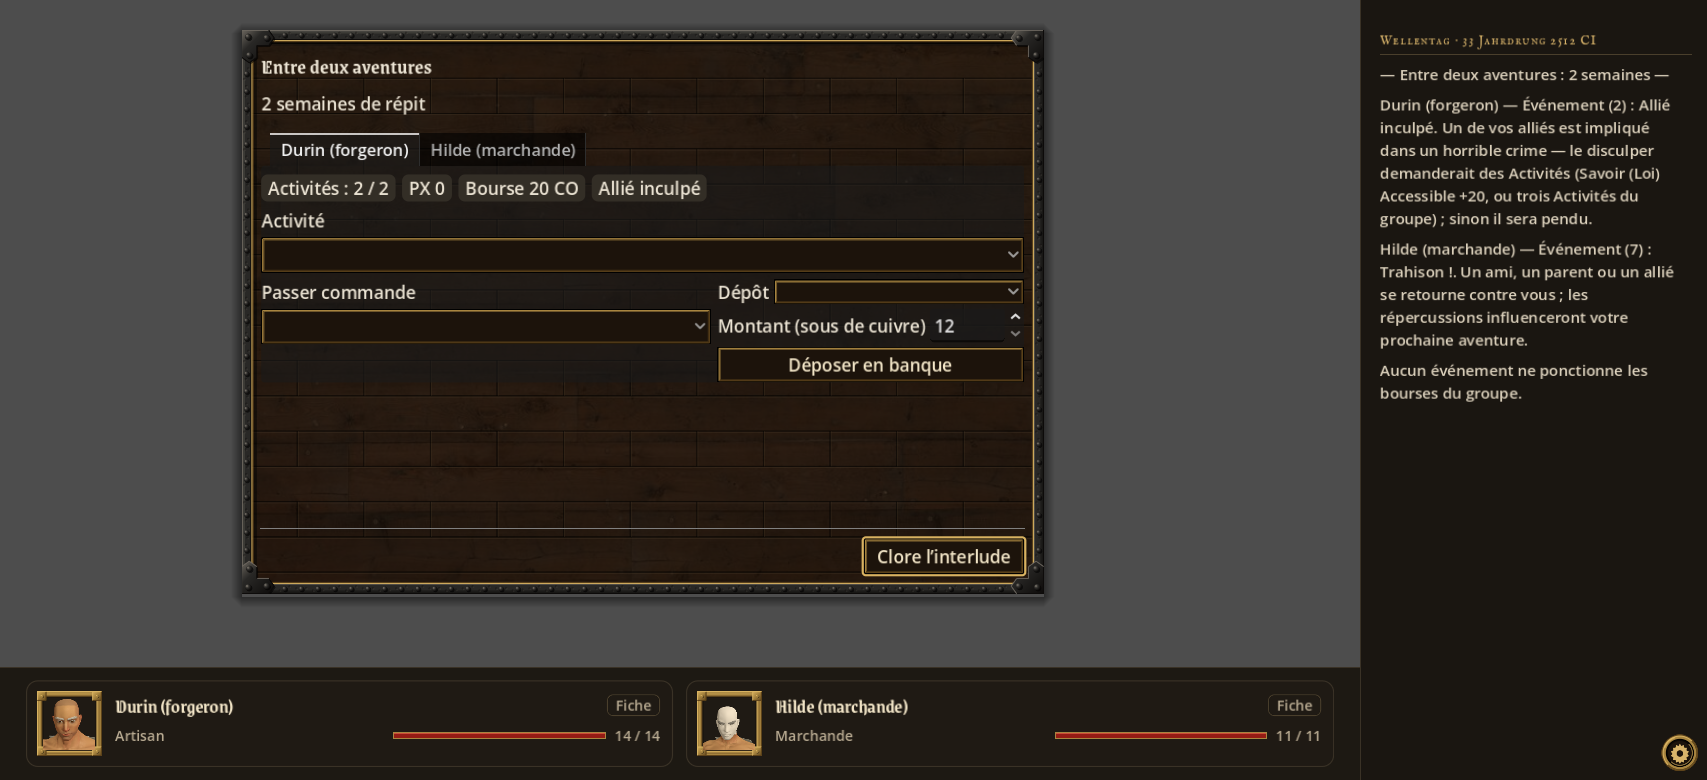 Entre deux aventures
2 semaines de répit
Durin (forgeron) Hilde (marchande)
Activités : 2 / 2 PX 0 Bourse 20 CO Allié inculpé
Activité
Passer commande
Dépôt
Montant (sous de cuivre) 12
Déposer en banque
Clore l’interlude
Durin (forgeron)
Fiche
Artisan
14 / 14
Hilde (marchande)
Fiche
Marchande
11 / 11
Wellentag · 33 Jahrdrung 2512 CI
— Entre deux aventures : 2 semaines —
Durin (forgeron) — Événement (2) : Allié
inculpé. Un de vos alliés est impliqué
dans un horrible crime — le disculper
demanderait des Activités (Savoir (Loi)
Accessible +20, ou trois Activités du
groupe) ; sinon il sera pendu.
Hilde (marchande) — Événement (7) :
Trahison !. Un ami, un parent ou un allié
se retourne contre vous ; les
répercussions influenceront votre
prochaine aventure.
Aucun événement ne ponctionne les
bourses du groupe.